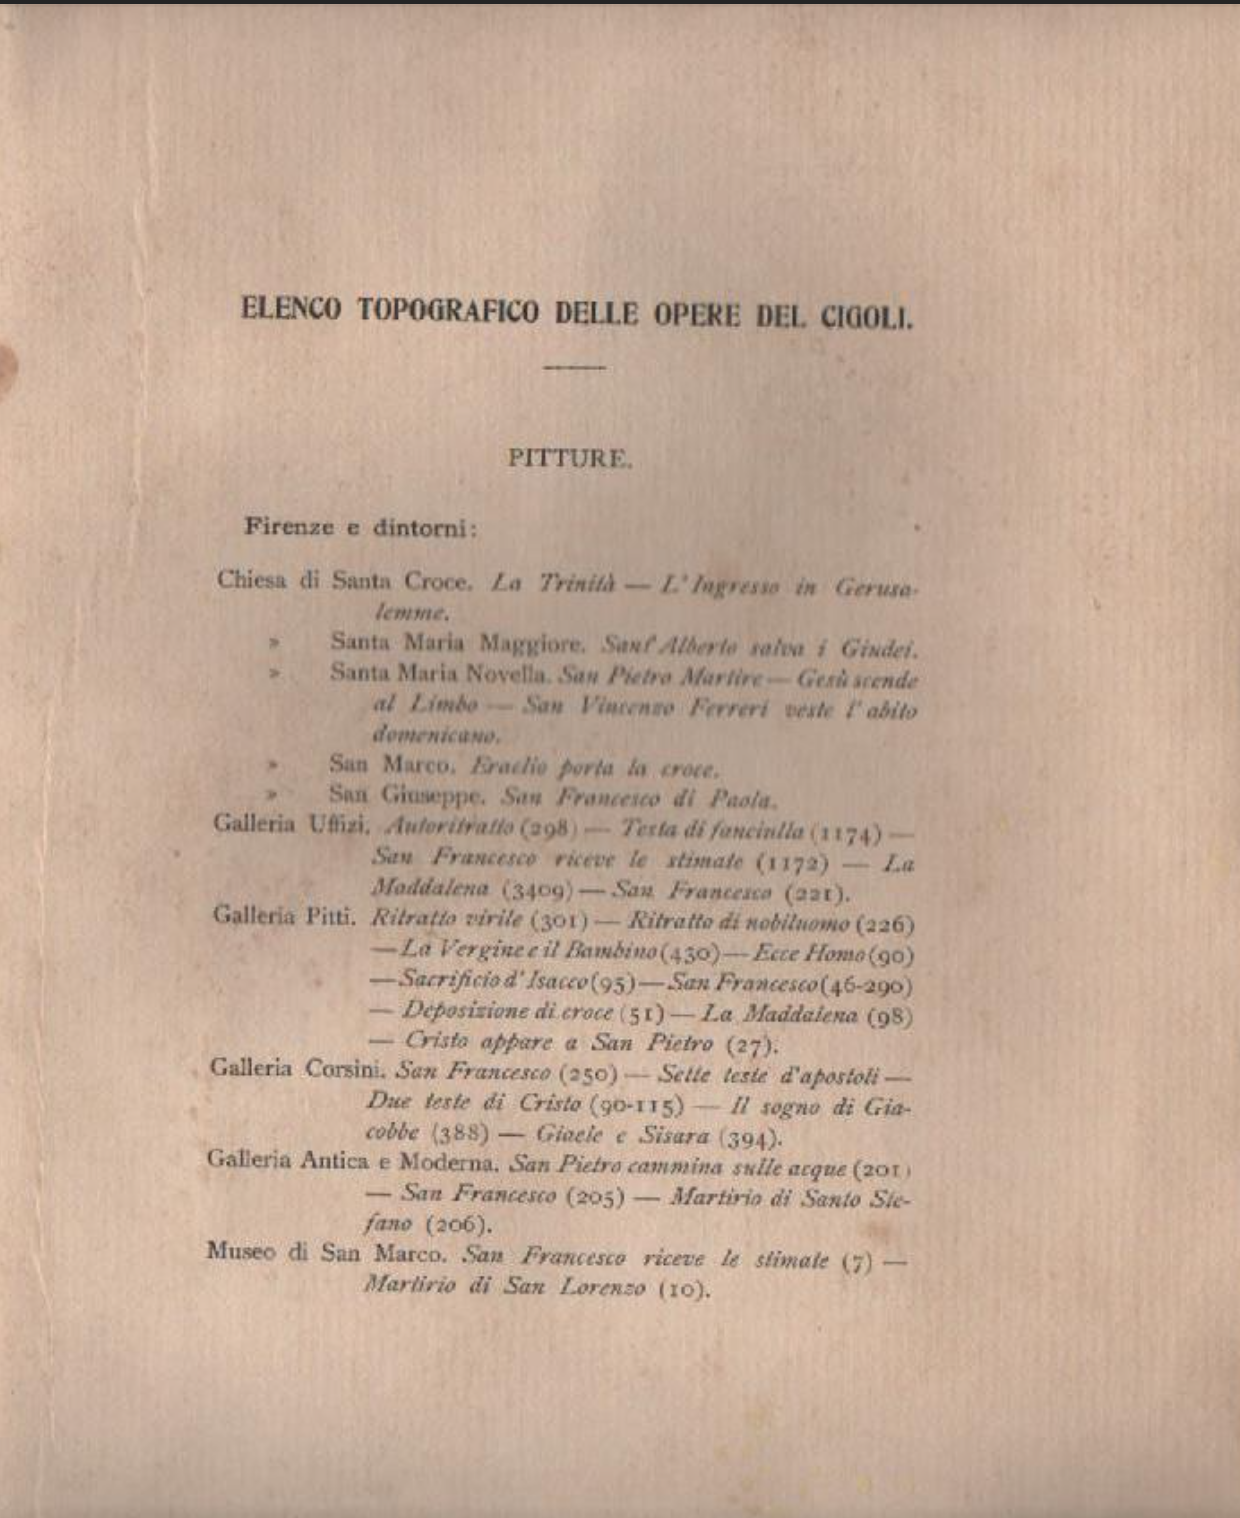 ELENCO TOPOGRAFICO DELLE OPERE DEL CIGOLI.
PITTURE.
Firenze e dintorni:
Chiesa di Santa Croce. La Trinità — L'Ingresso in Gerusa-
lemme.
» Santa Maria Maggiore. Sant'Alberto salva i Giudei.
» Santa Maria Novella. San Pietro Martire — Gesù scende
al Limbo — San Vincenzo Ferreri veste l'abito
domenicano.
» San Marco. Eraclio porta la croce.
» San Giuseppe. San Francesco di Paola.
Galleria Uffizi. Autoritratto (298) — Testa di fanciulla (1174) —
San Francesco riceve le stimate (1172) — La
Maddalena (3409) — San Francesco (221).
Galleria Pitti. Ritratto virile (301) — Ritratto di nobiluomo (226)
— La Vergine e il Bambino (430) — Ecce Homo (90)
— Sacrificio d'Isacco (95) — San Francesco (46-290)
— Deposizione di croce (51) — La Maddalena (98)
— Cristo appare a San Pietro (27).
Galleria Corsini. San Francesco (250) — Sette teste d'apostoli —
Due teste di Cristo (90-115) — Il sogno di Gia-
cobbe (388) — Giaele e Sisara (394).
Galleria Antica e Moderna. San Pietro cammina sulle acque (201)
— San Francesco (205) — Martirio di Santo Ste-
fano (206).
Museo di San Marco. San Francesco riceve le stimate (7) —
Martirio di San Lorenzo (10).